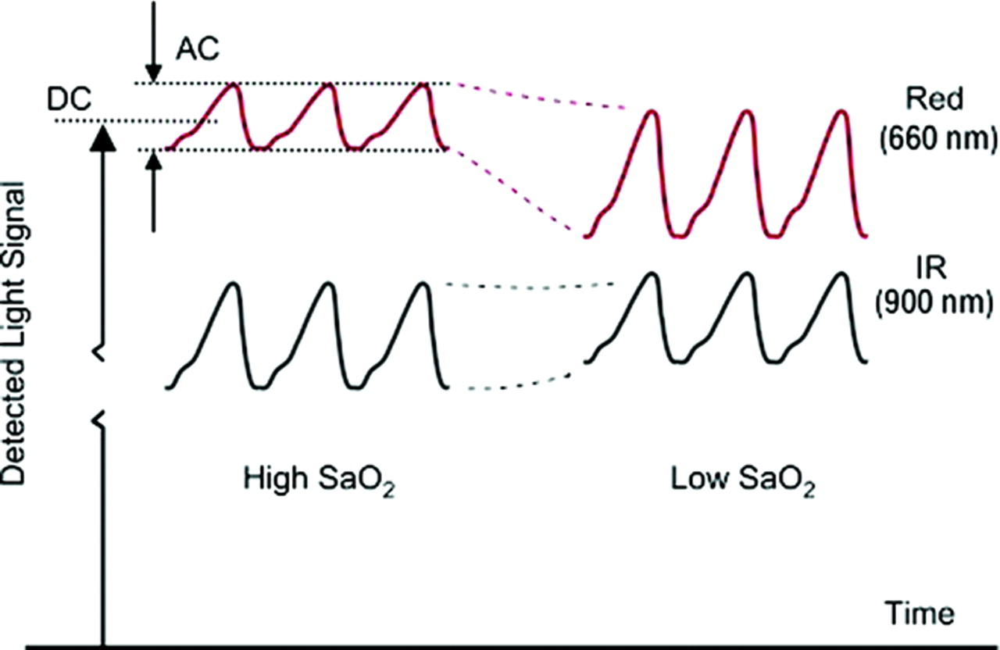 AC
DC
Red
(660 nm)
Detected Light Signal
IR
(900 nm)
High SaO₂
Low SaO₂
Time